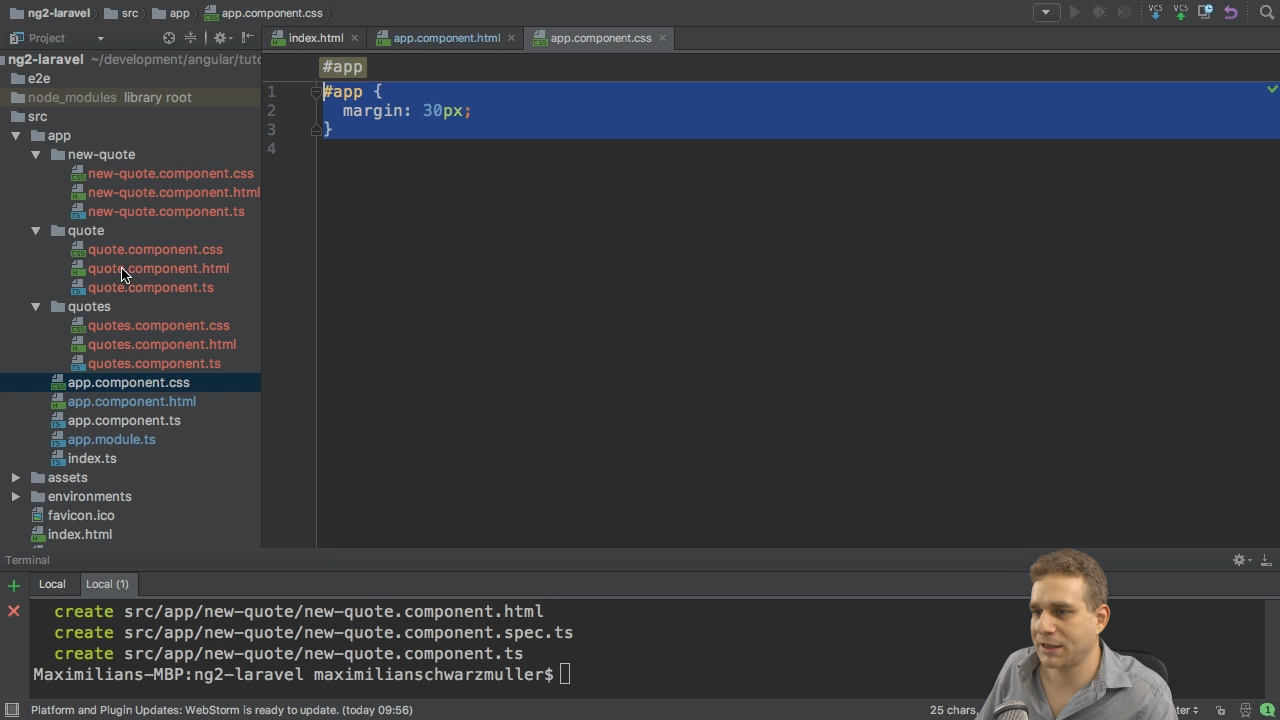 ng2-laravel src app app.component.css
VCS VCS
Project
index.html app.component.html app.component.css
ng2-laravel ~/development/angular/tuto
e2e
node_modules library root
src
app
new-quote
new-quote.component.css
new-quote.component.html
new-quote.component.ts
quote
quote.component.css
quote.component.html
quote.component.ts
quotes
quotes.component.css
quotes.component.html
quotes.component.ts
app.component.css
app.component.html
app.component.ts
app.module.ts
index.ts
assets
environments
favicon.ico
index.html
#app
1 #app {
2 margin: 30px;
3 }
4
Terminal
Local Local (1)
create src/app/new-quote/new-quote.component.html
create src/app/new-quote/new-quote.component.spec.ts
create src/app/new-quote/new-quote.component.ts
Maximilians-MBP:ng2-laravel maximilianschwarzmuller$
Platform and Plugin Updates: WebStorm is ready to update. (today 09:56)
25 chars,
1